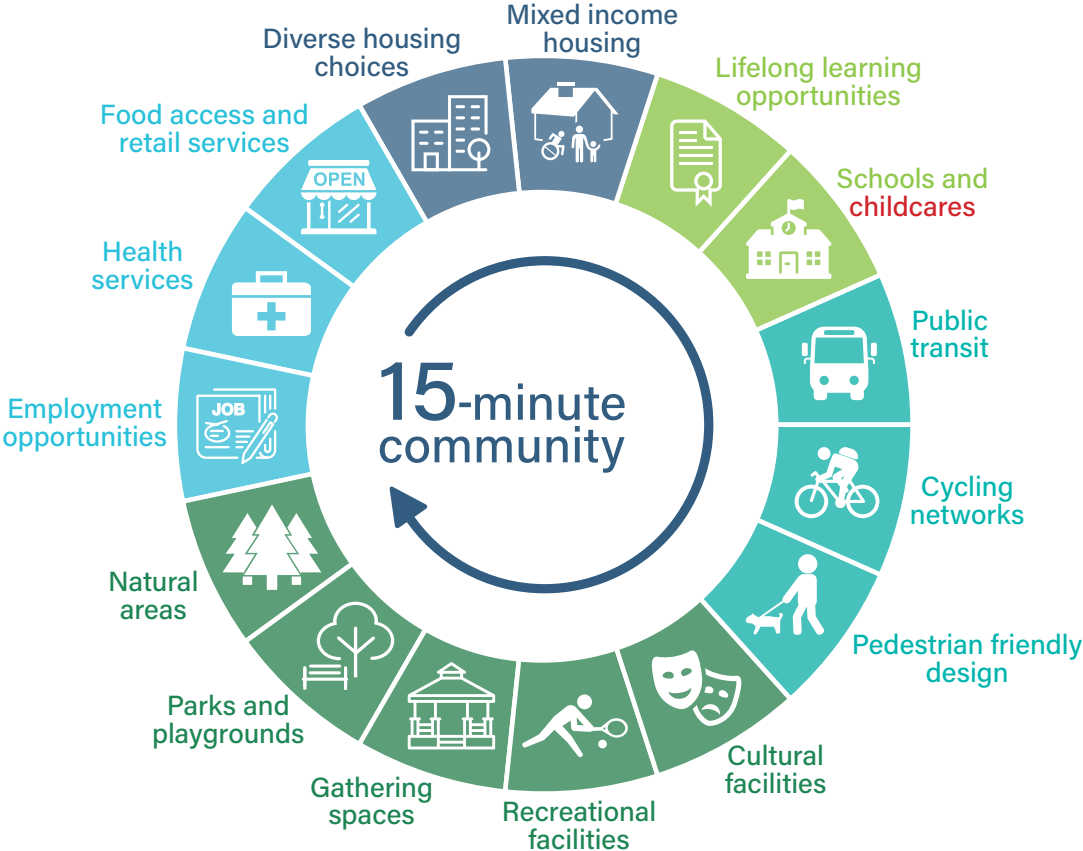 Mixed income
housing
Diverse housing
choices
Lifelong learning
opportunities
Food access and
retail services
OPEN
Schools and
childcares
Health
services
Public
transit
15-minute
community
JOB
Employment
opportunities
Cycling
networks
Natural
areas
Pedestrian friendly
design
Parks and
playgrounds
Cultural
facilities
Gathering
spaces
Recreational
facilities